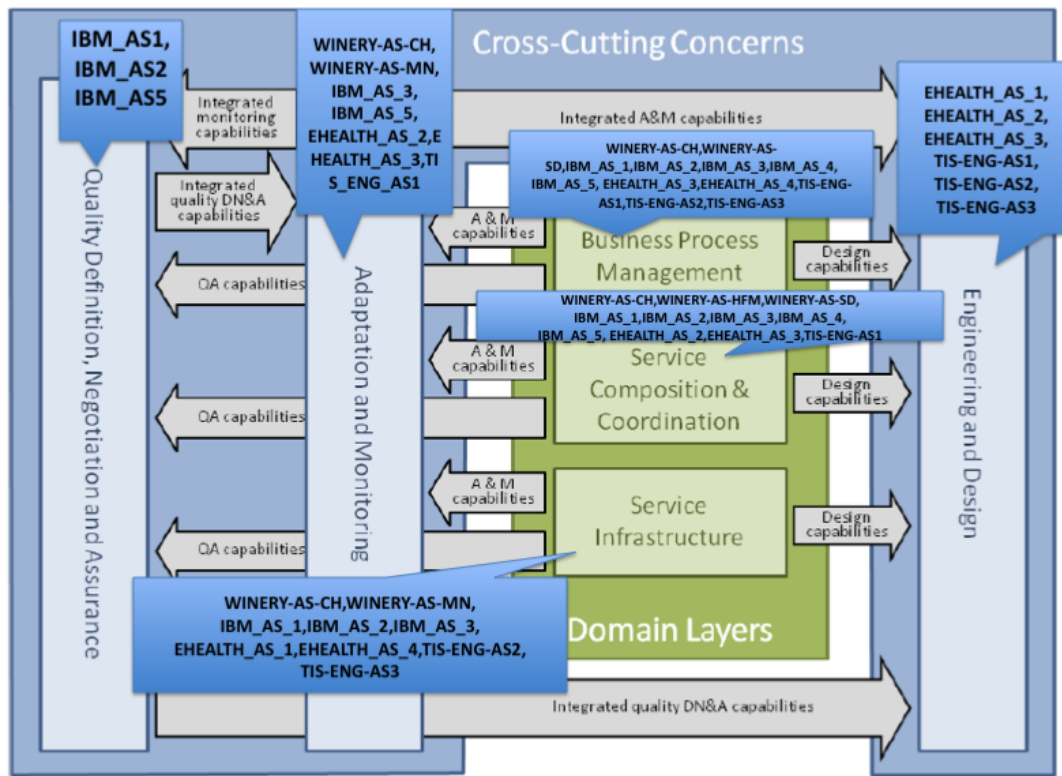 Cross-Cutting Concerns
IBM_AS1,
IBM_AS2
IBM_AS5
WINERY-AS-CH,
WINERY-AS-MN,
IBM_AS_3,
IBM_AS_5,
EHEALTH_AS_2,E
HEALTH_AS_3,TI
S_ENG_AS1
EHEALTH_AS_1,
EHEALTH_AS_2,
EHEALTH_AS_3,
TIS-ENG-AS1,
TIS-ENG-AS2,
TIS-ENG-AS3
Integrated
monitoring
capabilities
Integrated A&M capabilities
Integrated
quality DN&A
capabilities
WINERY-AS-CH,WINERY-AS-
SD,IBM_AS_1,IBM_AS_2,IBM_AS_3,IBM_AS_4,
IBM_AS_5, EHEALTH_AS_3,EHEALTH_AS_4,TIS-ENG-
AS1,TIS-ENG-AS2,TIS-ENG-AS3
A & M
capabilities
Business Process
Management
Design
capabilities
QA capabilities
WINERY-AS-CH,WINERY-AS-HFM,WINERY-AS-SD,
IBM_AS_1,IBM_AS_2,IBM_AS_3,IBM_AS_4,
IBM_AS_5, EHEALTH_AS_2,EHEALTH_AS_3,TIS-ENG-AS1
A & M
capabilities
Service
Composition &
Coordination
Design
capabilities
QA capabilities
A & M
capabilities
Service
Infrastructure
Design
capabilities
QA capabilities
Quality Definition, Negotiation and Assurance
Adaptation and Monitoring
Engineering and Design
WINERY-AS-CH,WINERY-AS-MN,
IBM_AS_1,IBM_AS_2,IBM_AS_3,
EHEALTH_AS_1,EHEALTH_AS_4,TIS-ENG-AS2,
TIS-ENG-AS3
Domain Layers
Integrated quality DN&A capabilities